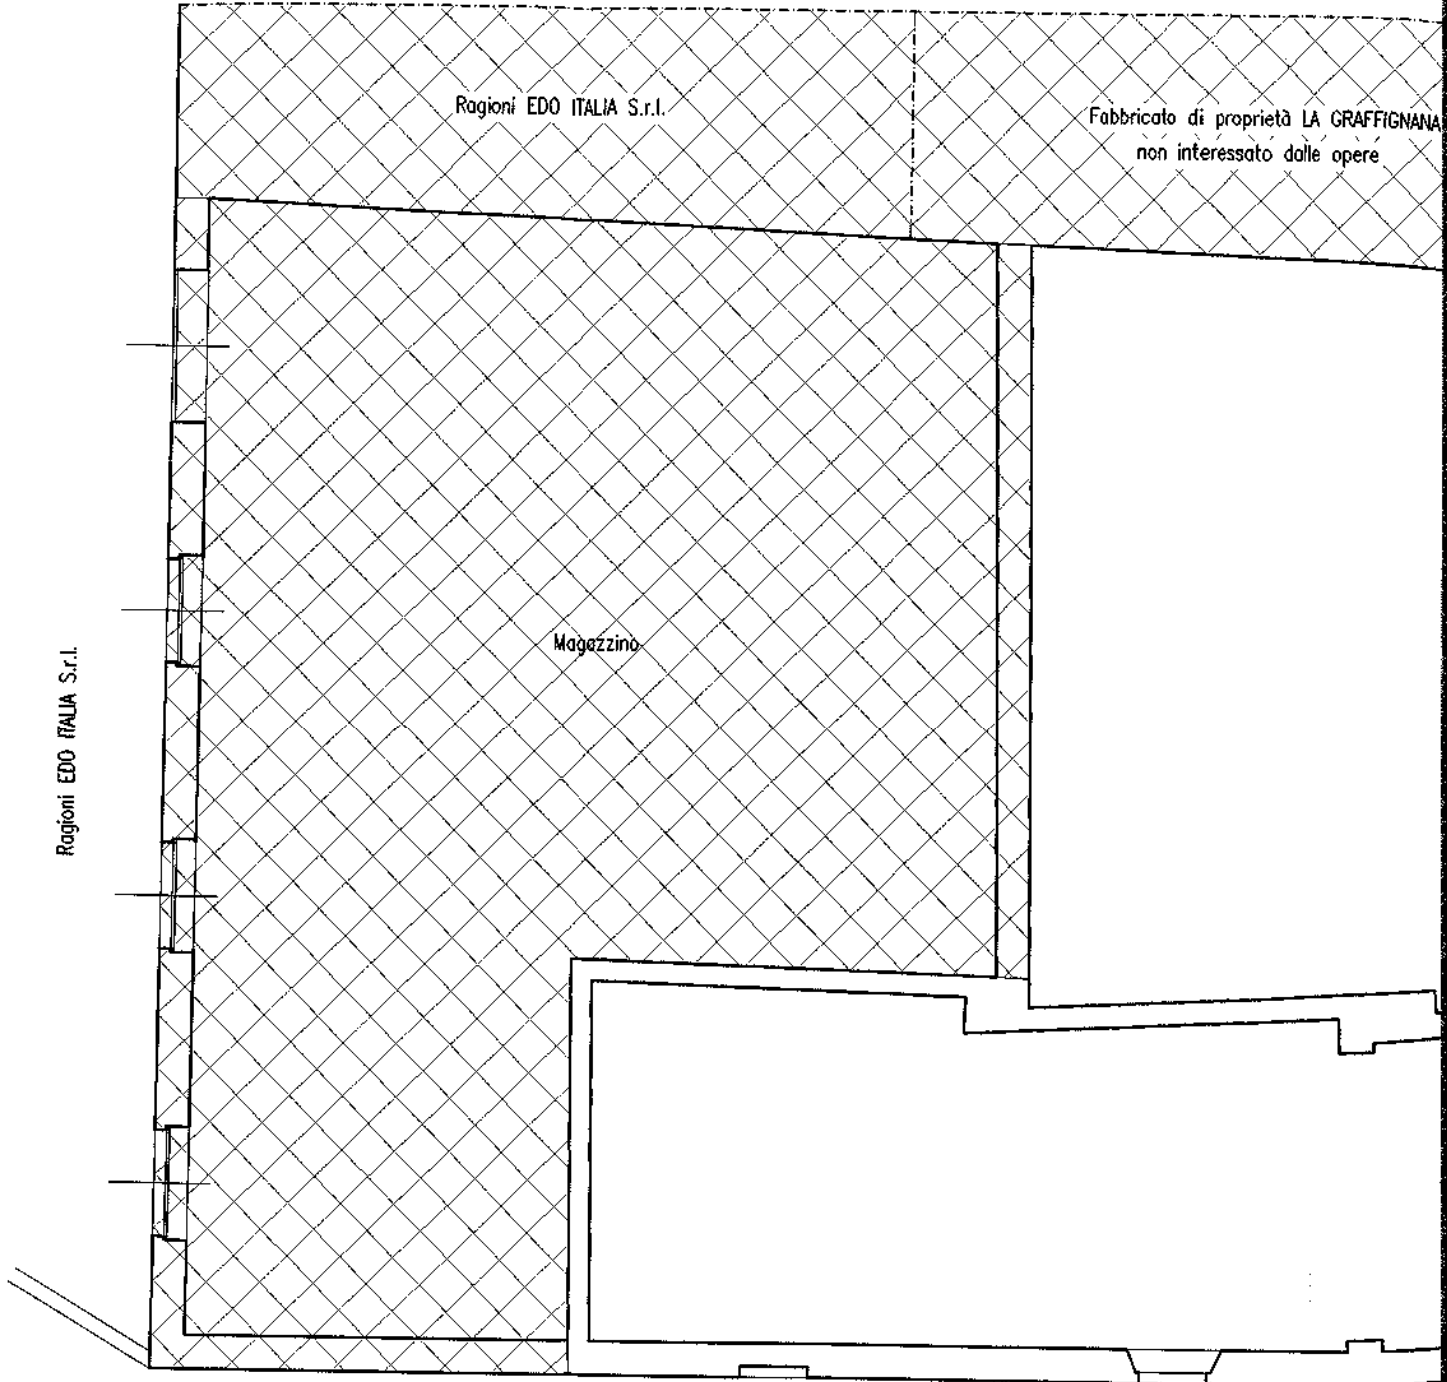 Ragioni EDO ITALIA S.r.l.
Fabbricato di proprietà LA GRAFFIGNANA
non interessato dalle opere
Magazzino
Ragioni EDO ITALIA S.r.l.